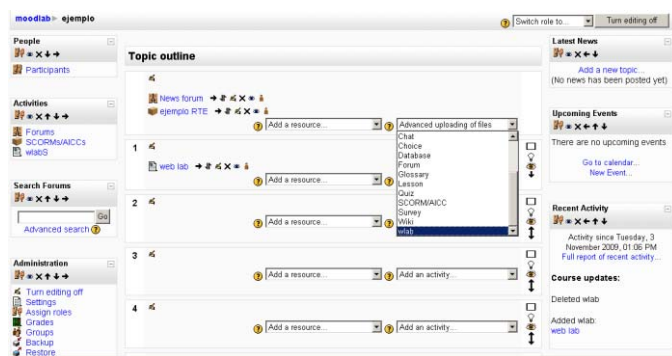 moodlab ► ejemplo
Switch role to...
Turn editing off
People
Participants
Activities
Forums
SCORMs/AICCs
wlabS
Search Forums
Go
Advanced search
Administration
Turn editing off
Settings
Assign roles
Grades
Groups
Backup
Restore
Topic outline
News forum
ejemplo RTE
Add a resource...
Advanced uploading of files
Chat
Choice
Database
Forum
Glossary
Lesson
Quiz
SCORM/AICC
Survey
Wiki
wlab
1
web lab
Add a resource...
2
Add a resource...
3
Add a resource...
Add an activity...
4
Add a resource...
Add an activity...
Latest News
Add a new topic...
(No news has been posted yet)
Upcoming Events
There are no upcoming events
Go to calendar...
New Event...
Recent Activity
Activity since Tuesday, 3
November 2009, 01:06 PM
Full report of recent activity...
Course updates:
Deleted wlab
Added wlab:
web lab